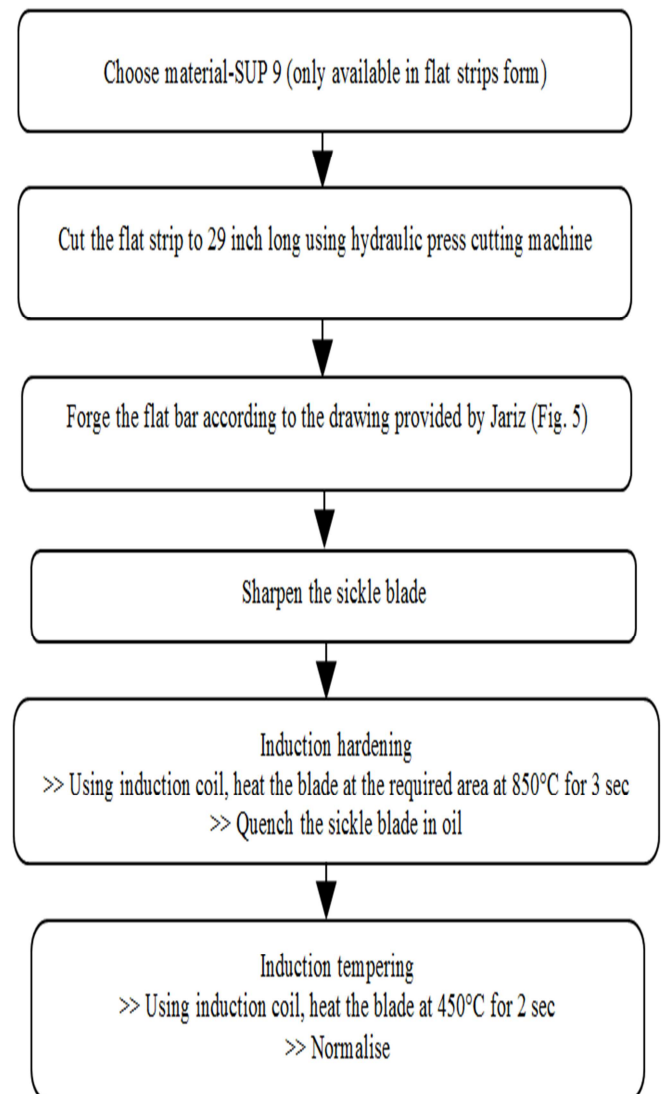 Choose material-SUP 9 (only available in flat strips form)
Cut the flat strip to 29 inch long using hydraulic press cutting machine
Forge the flat bar according to the drawing provided by Jariz (Fig. 5)
Sharpen the sickle blade
Induction hardening
>> Using induction coil, heat the blade at the required area at 850°C for 3 sec
>> Quench the sickle blade in oil
Induction tempering
>> Using induction coil, heat the blade at 450°C for 2 sec
>> Normalise